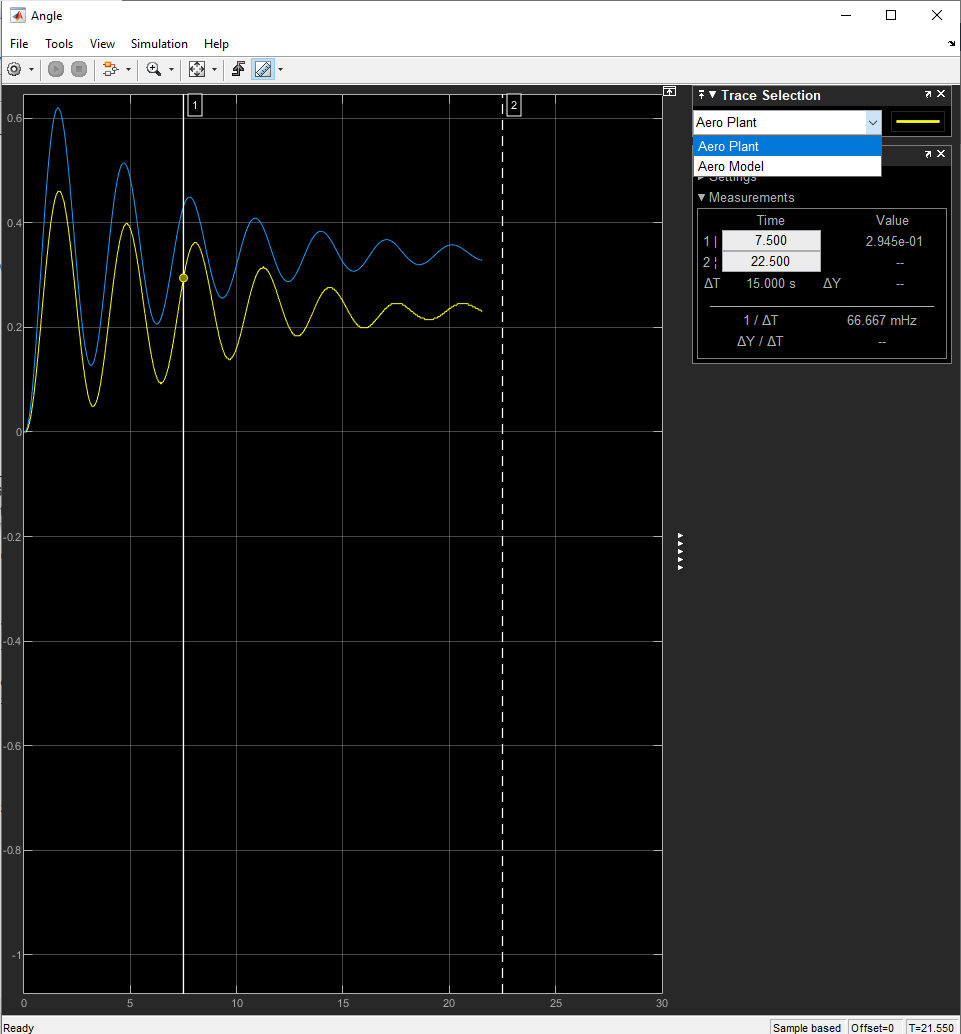 Angle
File Tools View Simulation Help
Trace Selection
Aero Plant
Aero Plant
Aero Model
Settings
Measurements
Time Value
1 | 7.500 2.945e-01
2 ¦ 22.500 --
ΔT 15.000 s ΔY --
1 / ΔT 66.667 mHz
ΔY / ΔT --
1 2
0.6
0.4
0.2
0
-0.2
-0.4
-0.6
-0.8
-1
0 5 10 15 20 25 30
Ready Sample based Offset=0 T=21.550